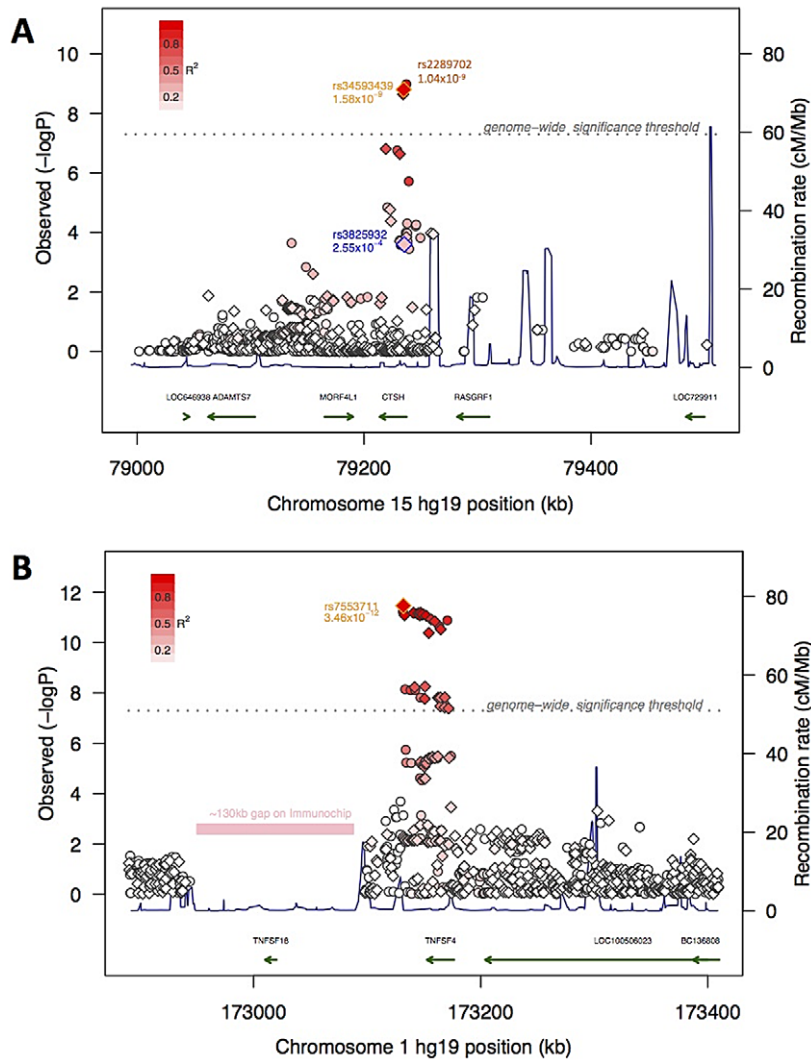 A
0.8
0.5 R²
0.2
rs2289702
1.04x10⁻⁹
rs34593439
1.58x10⁻⁹
genome-wide significance threshold
rs3825932
2.55x10⁻⁴
Observed (-logP)
10
8
6
4
2
0
Recombination rate (cM/Mb)
80
60
40
20
0
LOC646938 ADAMTS7 MORF4L1 CTSH RASGRF1 LOC729911
79000 79200 79400
Chromosome 15 hg19 position (kb)
B
0.8
0.5 R²
0.2
rs7553711
3.46x10⁻¹²
genome-wide significance threshold
~130kb gap on Immunochip
Observed (-logP)
12
10
8
6
4
2
0
Recombination rate (cM/Mb)
80
60
40
20
0
TNFSF18 TNFSF4 LOC100506023 BC136808
173000 173200 173400
Chromosome 1 hg19 position (kb)